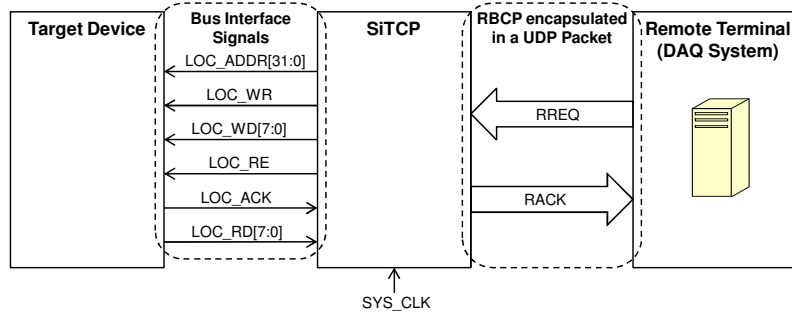 Target Device
Bus Interface
Signals
SiTCP
RBCP encapsulated
in a UDP Packet
Remote Terminal
(DAQ System)
LOC_ADDR[31:0]
LOC_WR
LOC_WD[7:0]
LOC_RE
LOC_ACK
LOC_RD[7:0]
RREQ
RACK
SYS_CLK